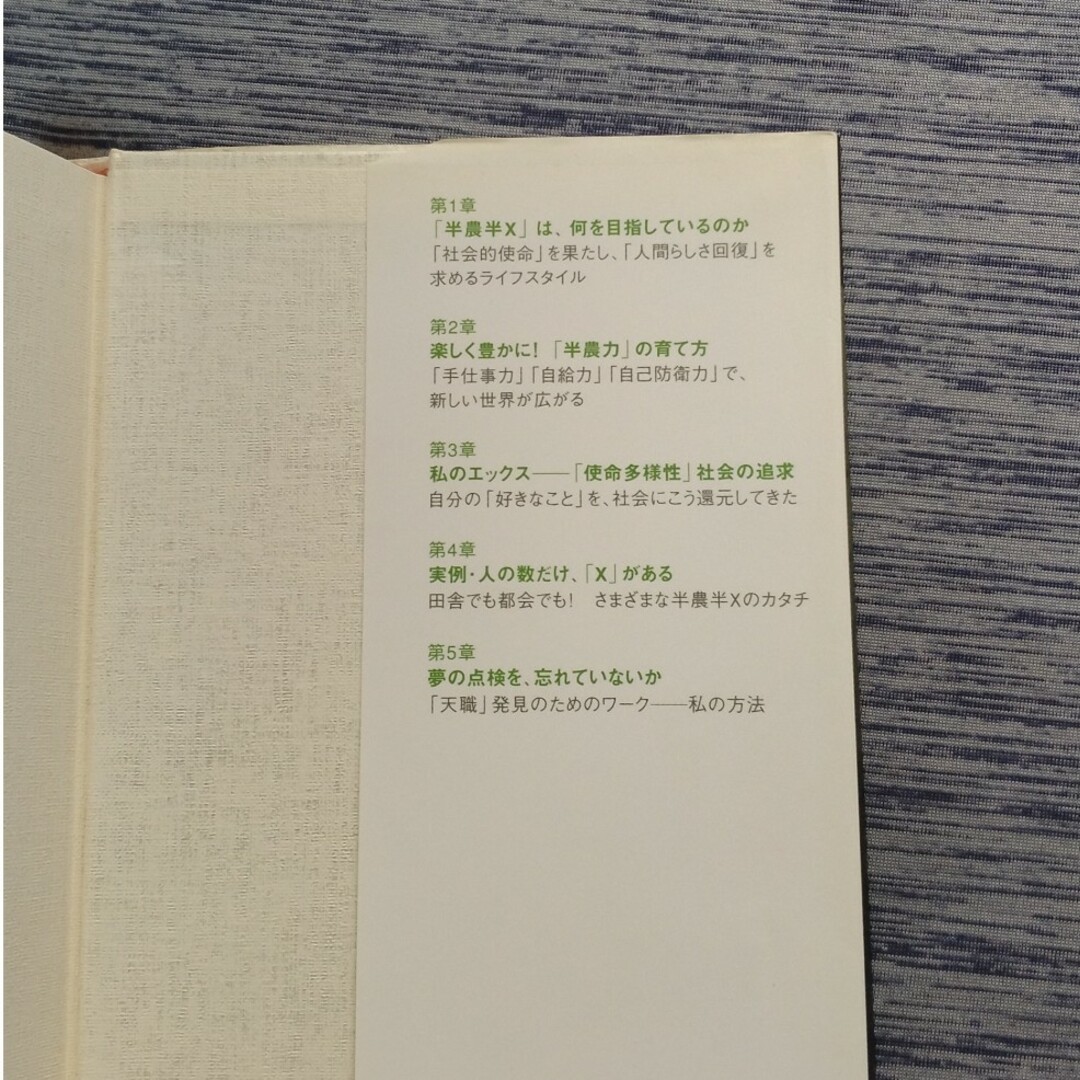 第1章
「半農半X」は、何を目指しているのか
「社会的使命」を果たし、「人間らしさ回復」を
求めるライフスタイル
第2章
楽しく豊かに! 「半農力」の育て方
「手仕事力」「自給力」「自己防衛力」で、
新しい世界が広がる
第3章
私のエックス――「使命多様性」社会の追求
自分の「好きなこと」を、社会にこう還元してきた
第4章
実例・人の数だけ、「X」がある
田舎でも都会でも! さまざまな半農半Xのカタチ
第5章
夢の点検を、忘れていないか
「天職」発見のためのワーク――私の方法